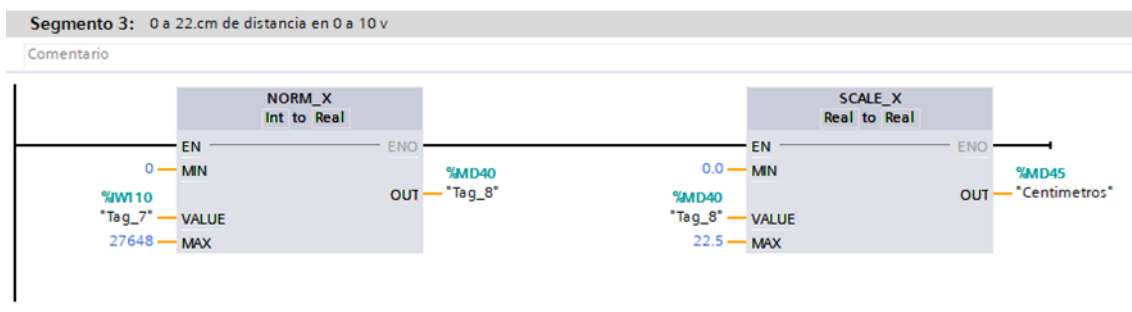 Segmento 3: 0 a 22.cm de distancia en 0 a 10 v
Comentario
NORM_X
Int to Real
EN
ENO
0
MIN
%IW110
"Tag_7"
VALUE
27648
MAX
%MD40
OUT
"Tag_8"
SCALE_X
Real to Real
EN
ENO
0.0
MIN
%MD40
"Tag_8"
VALUE
22.5
MAX
%MD45
OUT
"Centimetros"